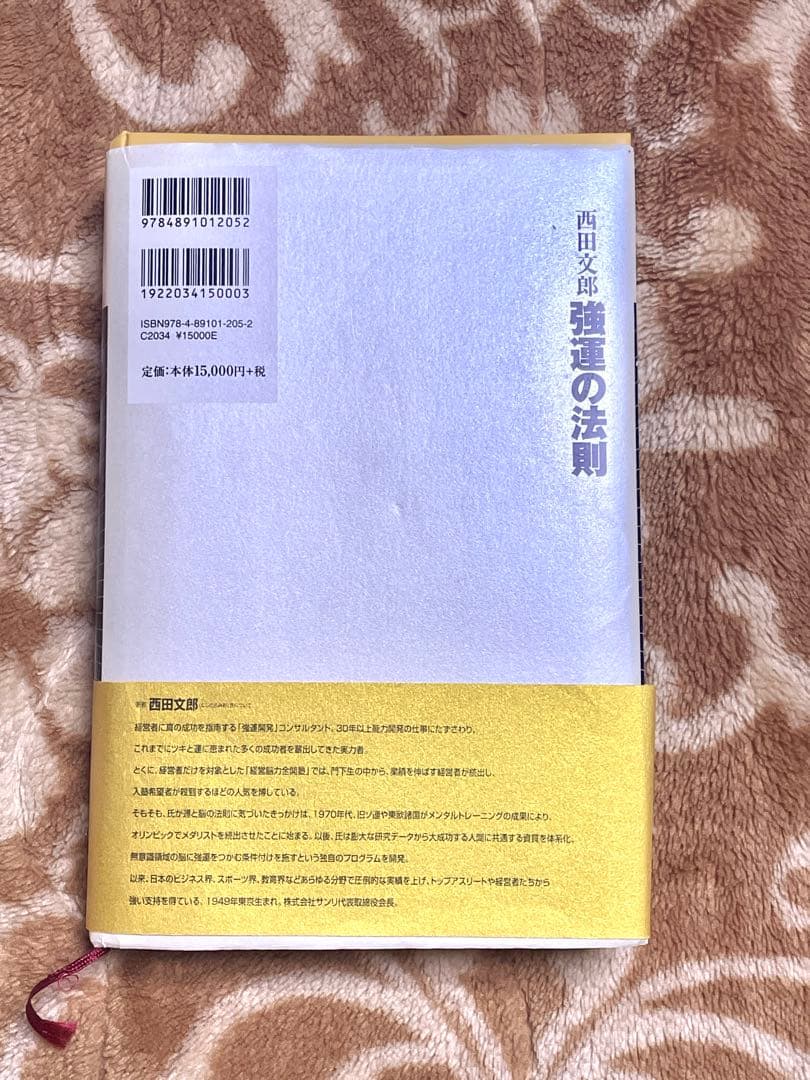 9784891012052
1922034150003
ISBN978-4-89101-205-2
C2034 ¥15000E
定価:本体15,000円+税
西田文郎
強運の法則
著者 西田文郎
経営者に真の成功を指南する「強運開発」コンサルタント。30年以上能力開発の仕事にたずさわり、
これまでにツキと運に恵まれた多くの成功者を輩出してきた実力者。
とくに、経営者だけを対象とした「経営脳力全開塾」では、門下生の中から、業績を伸ばす経営者が続出し、
入塾希望者が殺到するほどの人気を博している。
そもそも、氏が運と脳の法則に気づいたきっかけは、1970年代、旧ソ連や東欧諸国がメンタルトレーニングの成果により、
オリンピックでメダリストを続出させたことに始まる。以後、氏は膨大な研究データから大成功する人間に共通する資質を体系化。
無意識領域の脳に強運をつかむ条件付けを施すという独自のプログラムを開発。
以来、日本のビジネス界、スポーツ界、教育界などあらゆる分野で圧倒的な実績を上げ、トップアスリートや経営者たちから
強い支持を得ている。1949年東京生まれ。株式会社サンリ代表取締役会長。